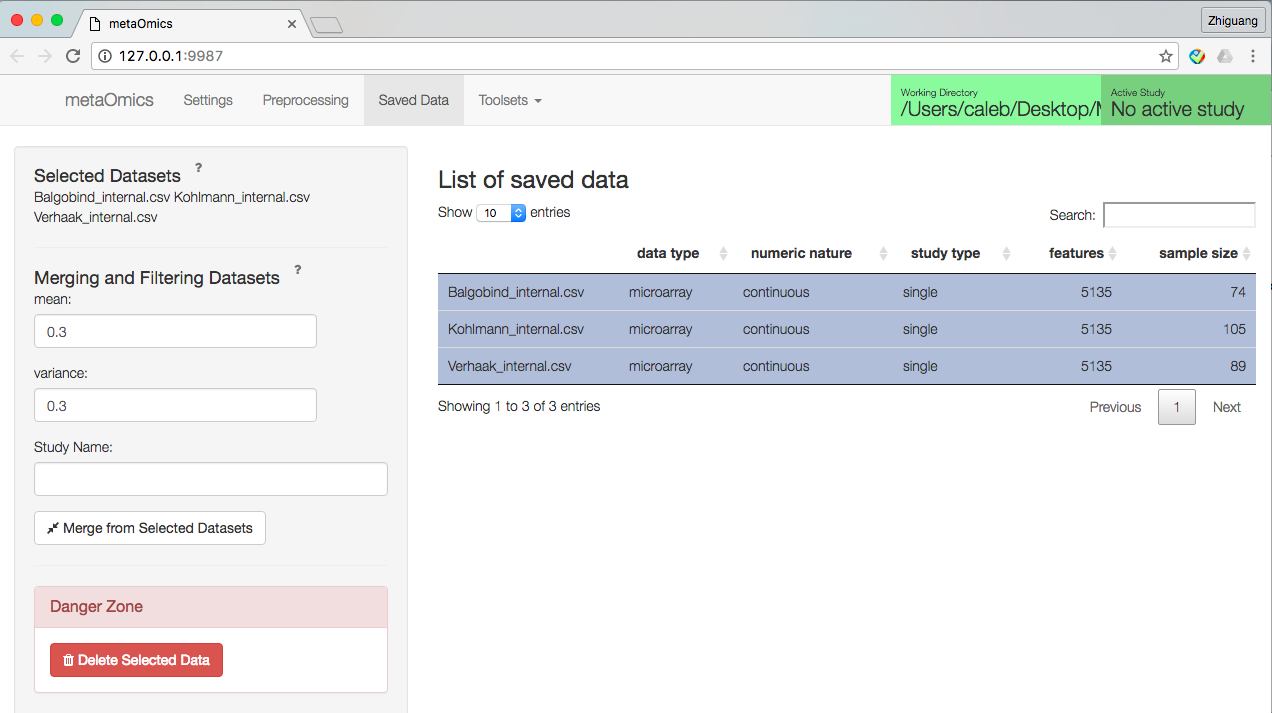 metaOmics
Zhiguang
127.0.0.1:9987
metaOmics Settings Preprocessing Saved Data Toolsets
Working Directory
/Users/caleb/Desktop/
Active Study
No active study
Selected Datasets ?
Balgobind_internal.csv Kohlmann_internal.csv
Verhaak_internal.csv
Merging and Filtering Datasets ?
mean:
0.3
variance:
0.3
Study Name:
Merge from Selected Datasets
Danger Zone
Delete Selected Data
List of saved data
Show 10 entries
Search:
data type numeric nature study type features sample size
Balgobind_internal.csv microarray continuous single 5135 74
Kohlmann_internal.csv microarray continuous single 5135 105
Verhaak_internal.csv microarray continuous single 5135 89
Showing 1 to 3 of 3 entries
Previous 1 Next